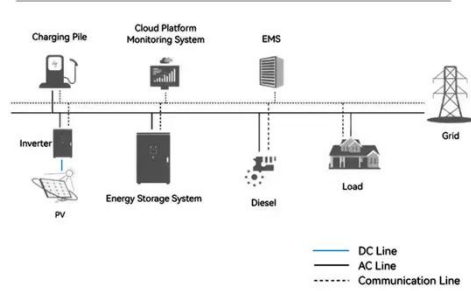 Charging Pile
Cloud Platform
Monitoring System
EMS
Grid
Inverter
PV
Energy Storage System
Diesel
Load
DC Line
AC Line
Communication Line